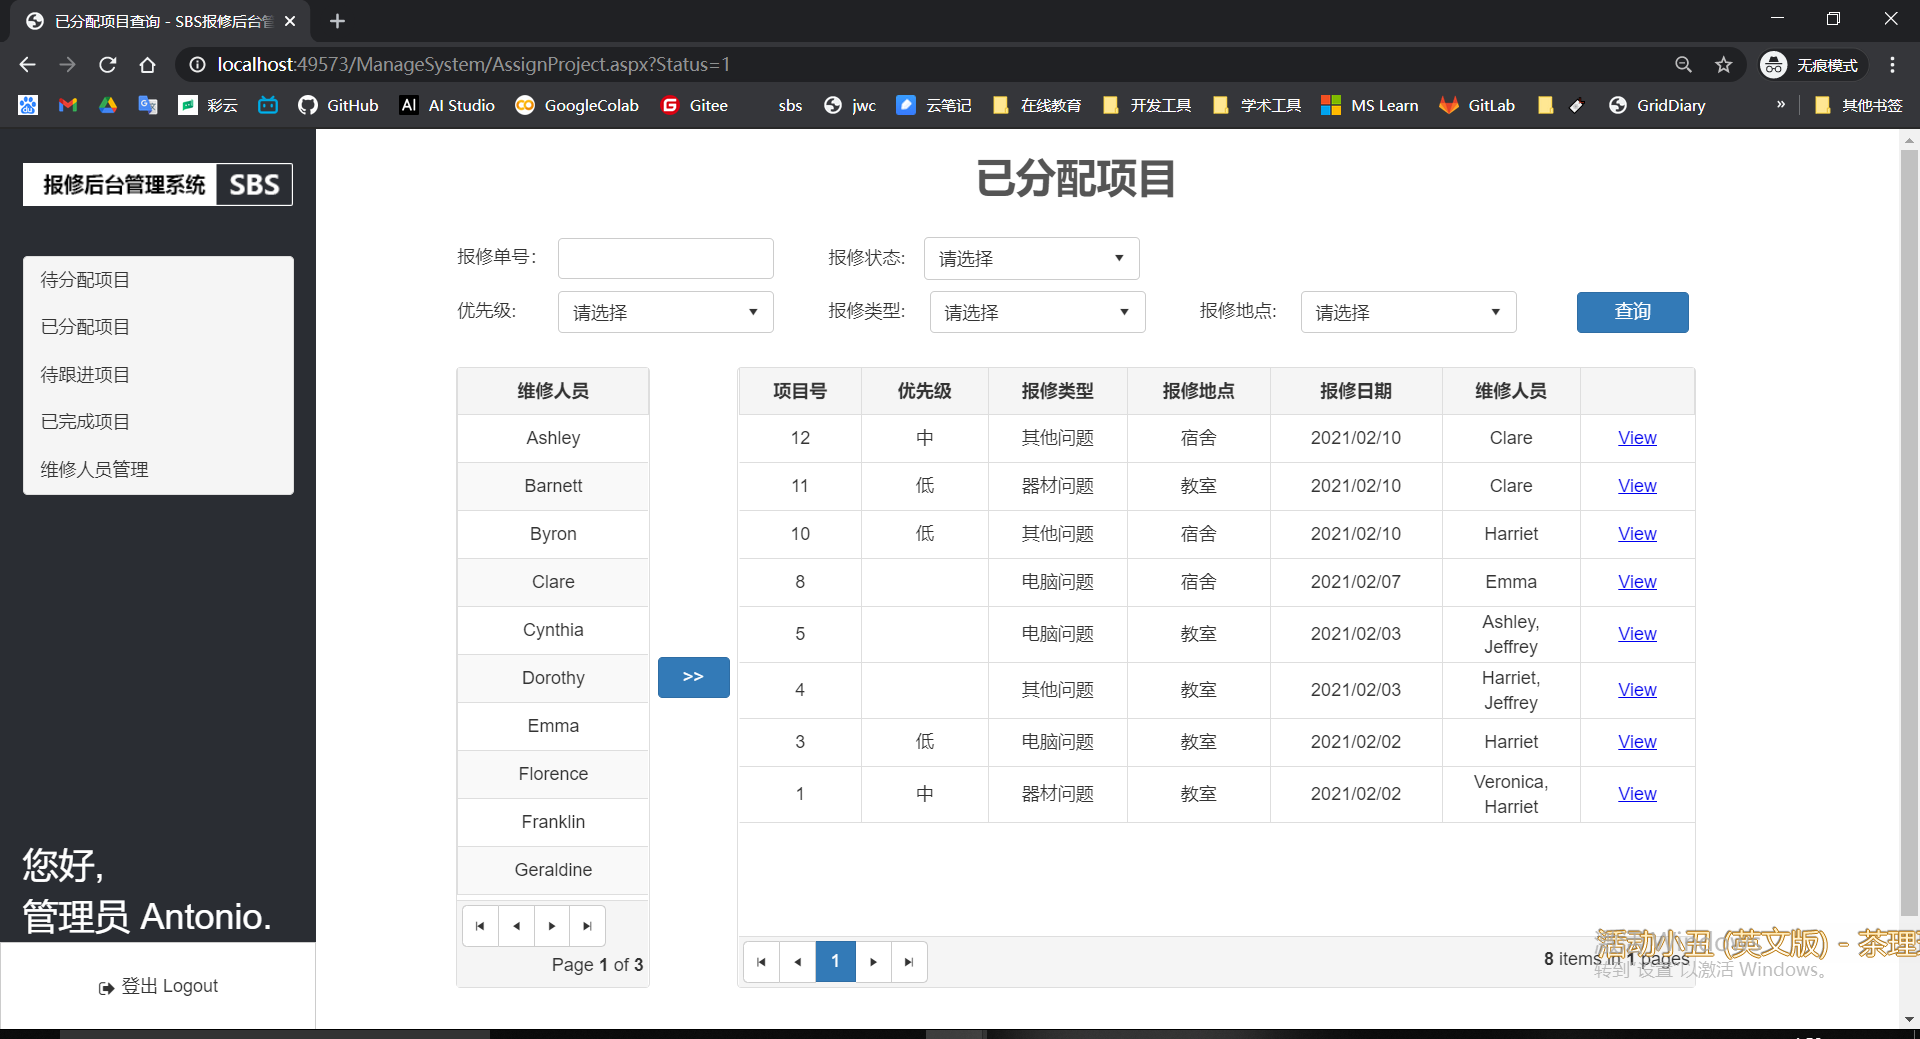 已分配项目查询 - SBS报修后台管
localhost:49573/ManageSystem/AssignProject.aspx?Status=1
无痕模式
彩云 GitHub AI AI Studio GoogleColab Gitee sbs jwc 云笔记 在线教育 开发工具 学术工具 MS Learn GitLab GridDiary » 其他书签
报修后台管理系统 SBS
待分配项目
已分配项目
待跟进项目
已完成项目
维修人员管理
您好,
管理员 Antonio.
登出 Logout
已分配项目
报修单号: 报修状态: 请选择
优先级: 请选择 报修类型: 请选择 报修地点: 请选择 查询
维修人员
Ashley
Barnett
Byron
Clare
Cynthia
Dorothy
Emma
Florence
Franklin
Geraldine
Page 1 of 3
>>
项目号 优先级 报修类型 报修地点 报修日期 维修人员
12 中 其他问题 宿舍 2021/02/10 Clare View
11 低 器材问题 教室 2021/02/10 Clare View
10 低 其他问题 宿舍 2021/02/10 Harriet View
8 电脑问题 宿舍 2021/02/07 Emma View
5 电脑问题 教室 2021/02/03 Ashley, Jeffrey View
4 其他问题 教室 2021/02/03 Harriet, Jeffrey View
3 低 电脑问题 教室 2021/02/02 Harriet View
1 中 器材问题 教室 2021/02/02 Veronica, Harriet View
1
8 items in 1 pages
活动小丑 (英文版) - 茶理
转到"设置"以激活 Windows。